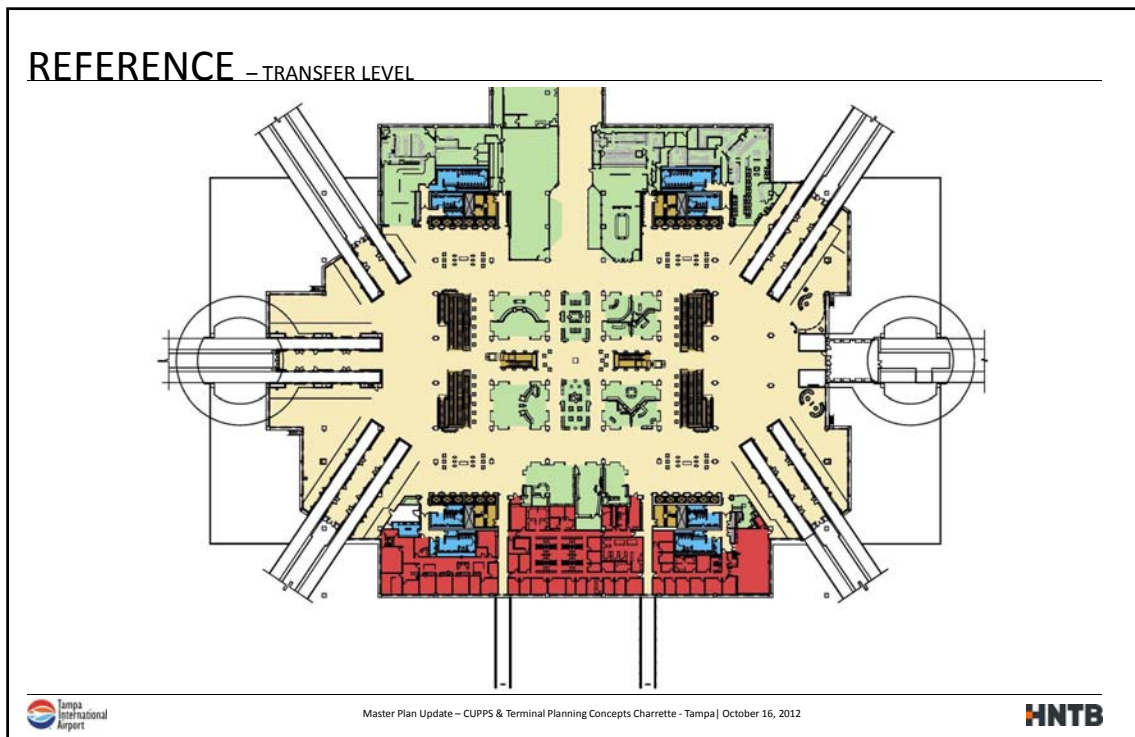 REFERENCE – TRANSFER LEVEL
Tampa
International
Airport
Master Plan Update – CUPPS & Terminal Planning Concepts Charrette - Tampa| October 16, 2012
HNTB